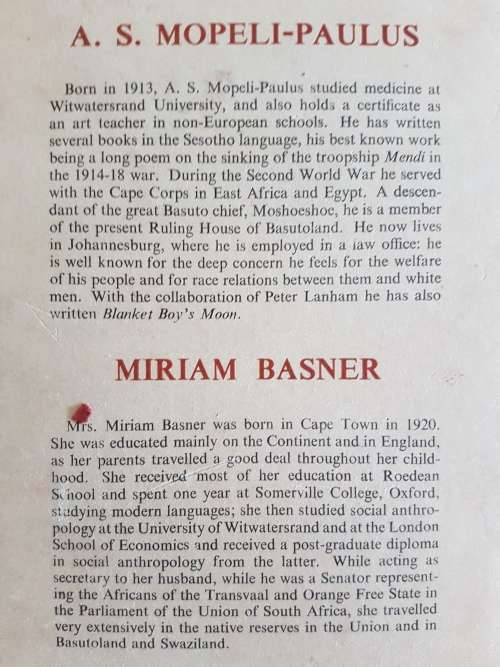 A. S. MOPELI-PAULUS
Born in 1913, A. S. Mopeli-Paulus studied medicine at
Witwatersrand University, and also holds a certificate as
an art teacher in non-European schools. He has written
several books in the Sesotho language, his best known work
being a long poem on the sinking of the troopship Mendi in
the 1914-18 war. During the Second World War he served
with the Cape Corps in East Africa and Egypt. A descen-
dant of the great Basuto chief, Moshoeshoe, he is a member
of the present Ruling House of Basutoland. He now lives
in Johannesburg, where he is employed in a law office: he
is well known for the deep concern he feels for the welfare
of his people and for race relations between them and white
men. With the collaboration of Peter Lanham he has also
written Blanket Boy's Moon.
MIRIAM BASNER
Mrs. Miriam Basner was born in Cape Town in 1920.
She was educated mainly on the Continent and in England,
as her parents travelled a good deal throughout her child-
hood. She received most of her education at Roedean
School and spent one year at Somerville College, Oxford,
studying modern languages; she then studied social anthro-
pology at the University of Witwatersrand and at the London
School of Economics and received a post-graduate diploma
in social anthropology from the latter. While acting as
secretary to her husband, while he was a Senator represent-
ing the Africans of the Transvaal and Orange Free State in
the Parliament of the Union of South Africa, she travelled
very extensively in the native reserves in the Union and in
Basutoland and Swaziland.